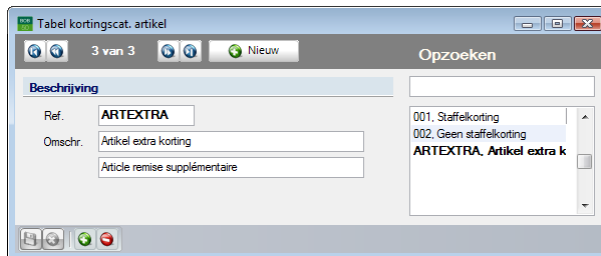 Tabel kortingscat. artikel
3 van 3
Nieuw
Opzoeken
Beschrijving
Ref.
ARTEXTRA
Omschr.
Artikel extra korting
Article remise supplémentaire
001, Staffelkorting
002, Geen staffelkorting
ARTEXTRA, Artikel extra k